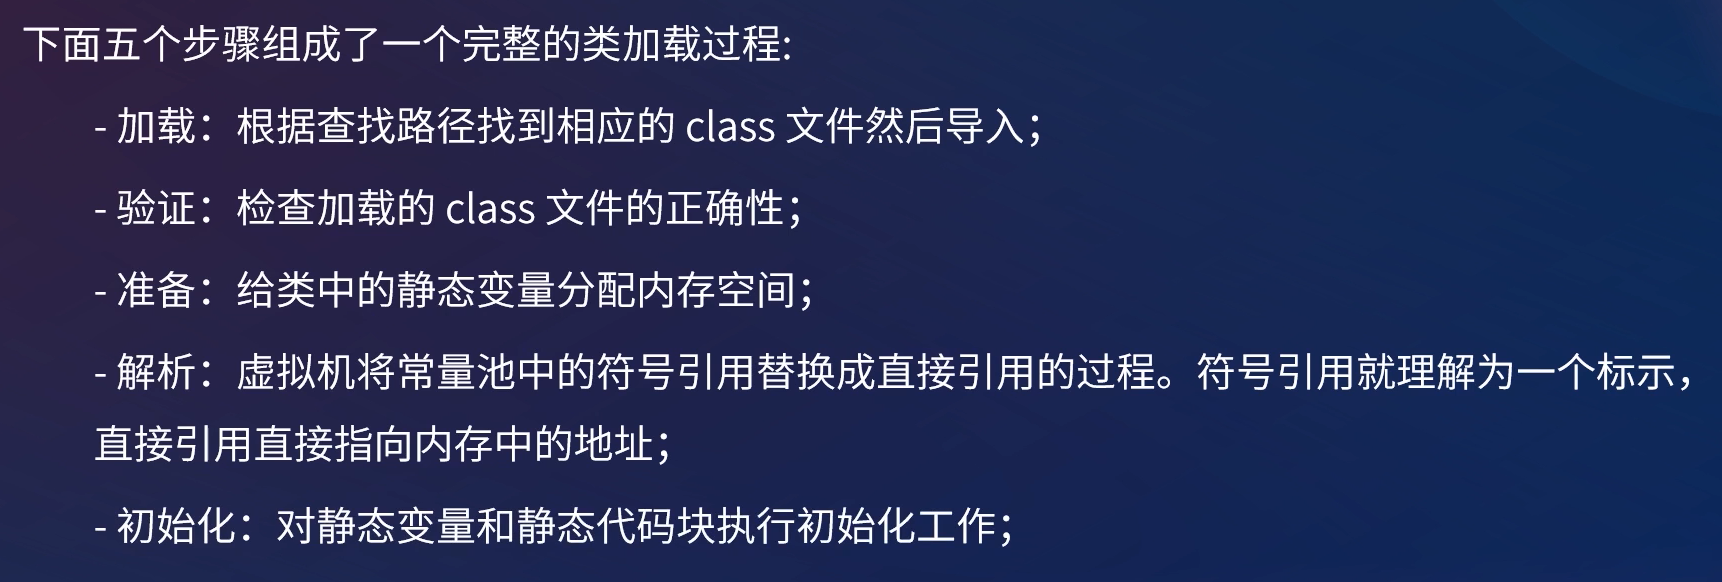 下面五个步骤组成了一个完整的类加载过程:
- 加载：根据查找路径找到相应的 class 文件然后导入；
- 验证：检查加载的 class 文件的正确性；
- 准备：给类中的静态变量分配内存空间；
- 解析：虚拟机将常量池中的符号引用替换成直接引用的过程。符号引用就理解为一个标示，
直接引用直接指向内存中的地址；
- 初始化：对静态变量和静态代码块执行初始化工作；